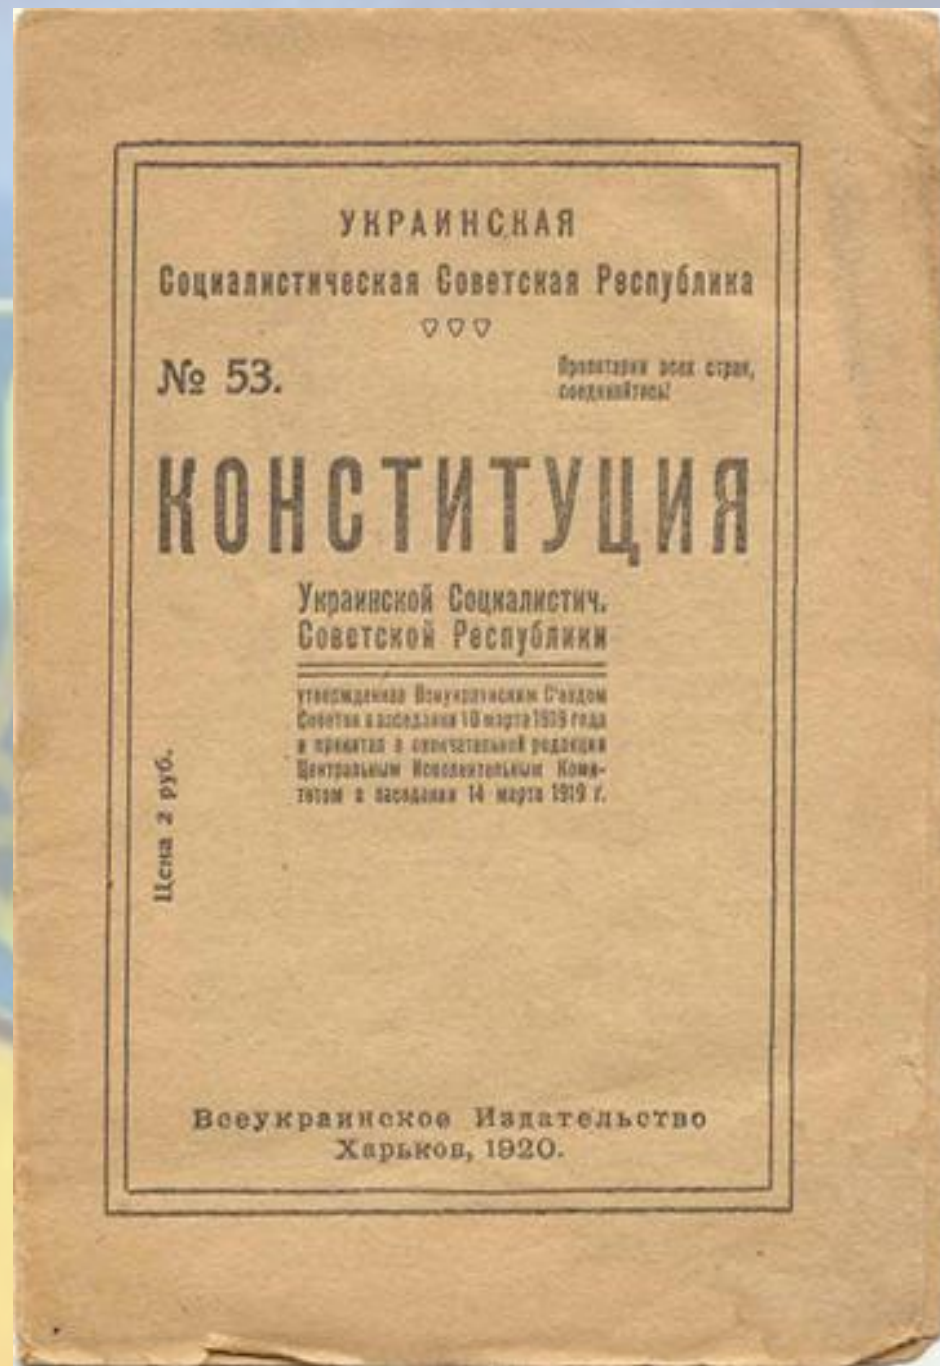 УКРАИНСКАЯ
Социалистическая Советская Республика
№ 53.
Пролетарии всех стран,
соединяйтесь!
КОНСТИТУЦИЯ
Украинской Социалистич.
Советской Республики
утвержденная Всеукраинским С'ездом
Советов в заседании 10 марта 1919 года
и принятая в окончательной редакции
Центральным Исполнительным Коми-
тетом в заседании 14 марта 1919 г.
Цена 2 руб.
Всеукраинское Издательство
Харьков, 1920.